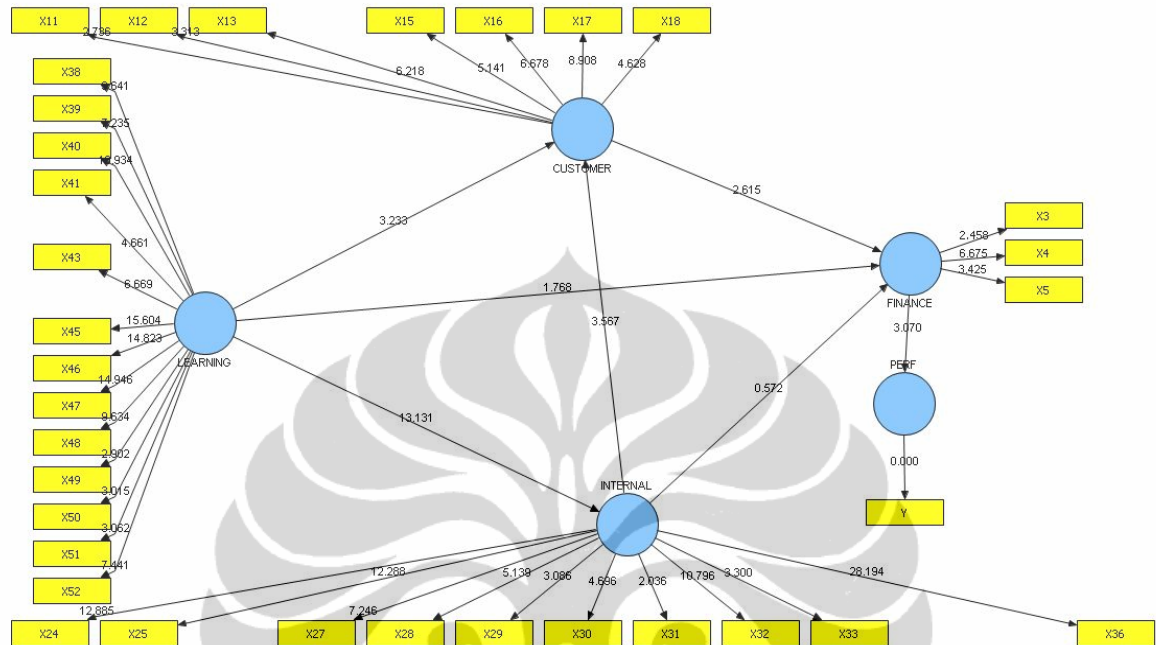 X11 X12 X13 X15 X16 X17 X18
2.736 3.313 6.218 5.141 6.678 8.908 4.628
X38
X39
7.235
X40
X41
CUSTOMER
4.661
3.233
2.615
X3
2.458
X43
6.669
6.675
X4
3.425
X5
FINANCE
1.768
15.604
X45
14.823
3.567
3.070
LEARNING
X46
PERF
14.946
X47
0.572
9.634
13.131
X48
2.902
0.000
X49
INTERNAL
3.015
X50
Y
3.062
X51
7.441
12.288 5.139 3.086 4.696 2.036 10.796 3.300 28.194
X52
12.885 7.246
X24 X25 X27 X28 X29 X30 X31 X32 X33 X36